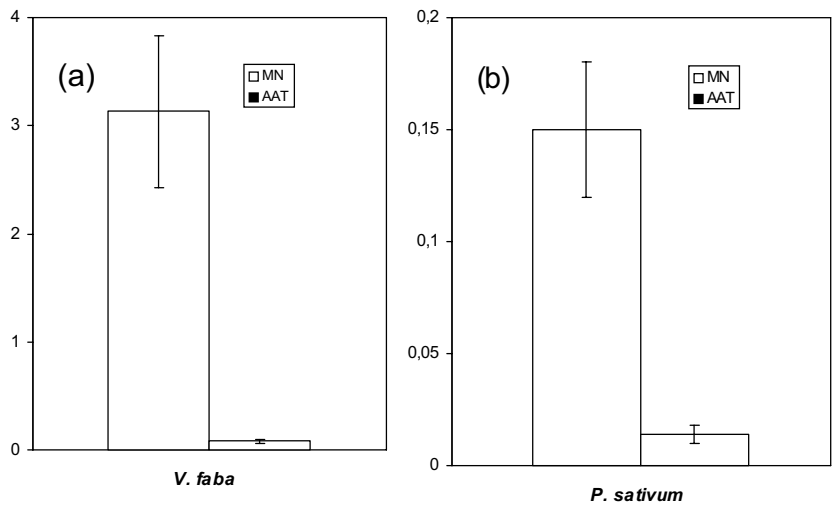 4
3
2
1
0
(a)
MN
AAT
V. faba
0,2
0,15
0,1
0,05
0
(b)
MN
AAT
P. sativum